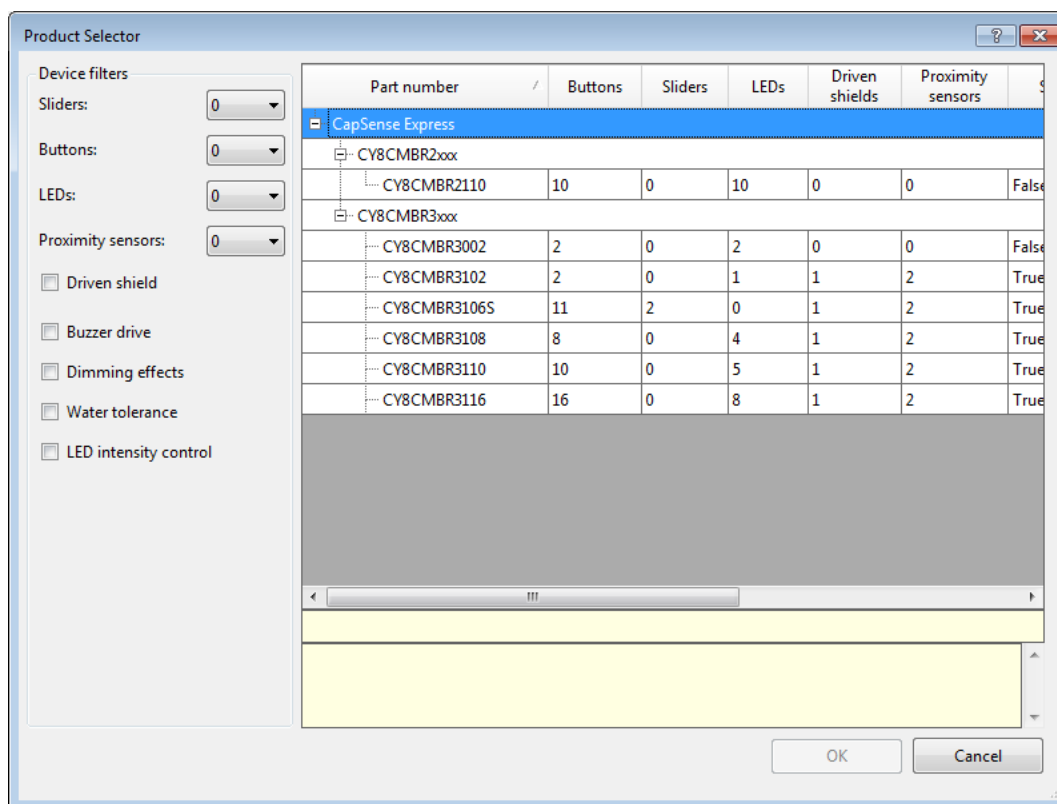 Product Selector
Device filters
Sliders: 0
Buttons: 0
LEDs: 0
Proximity sensors: 0
Driven shield
Buzzer drive
Dimming effects
Water tolerance
LED intensity control
Part number Buttons Sliders LEDs Driven shields Proximity sensors S
CapSense Express
CY8CMBR2xxx
CY8CMBR2110 10 0 10 0 0 False
CY8CMBR3xxx
CY8CMBR3002 2 0 2 0 0 False
CY8CMBR3102 2 0 1 1 2 True
CY8CMBR3106S 11 2 0 1 2 True
CY8CMBR3108 8 0 4 1 2 True
CY8CMBR3110 10 0 5 1 2 True
CY8CMBR3116 16 0 8 1 2 True
OK Cancel